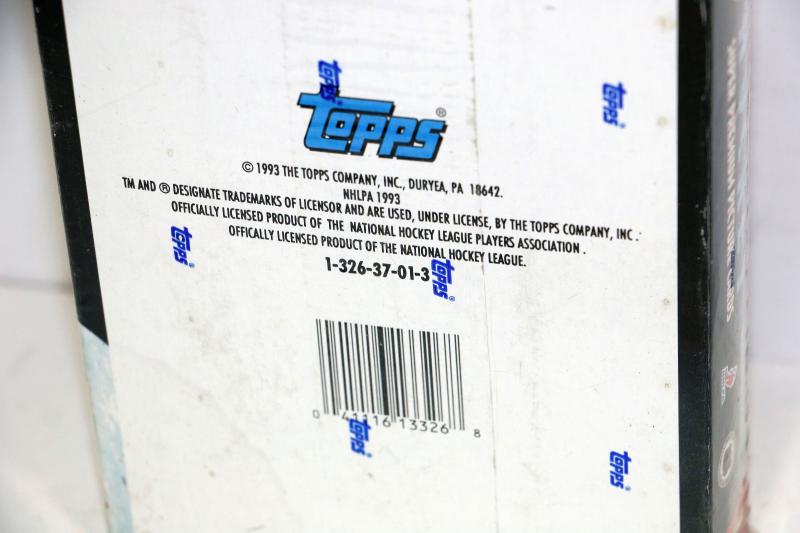 Topps
Topps
TOPPS®
© 1993 THE TOPPS COMPANY, INC., DURYEA, PA 18642.
NHLPA 1993
TM AND ® DESIGNATE TRADEMARKS OF LICENSOR AND ARE USED, UNDER LICENSE, BY THE TOPPS COMPANY, INC.
OFFICIALLY LICENSED PRODUCT OF THE NATIONAL HOCKEY LEAGUE PLAYERS ASSOCIATION.
OFFICALLY LICENSED PRODUCT OF THE NATIONAL HOCKEY LEAGUE.
Topps
1-326-37-01-3
Topps
0 41116 13326 8
Topps
Topps